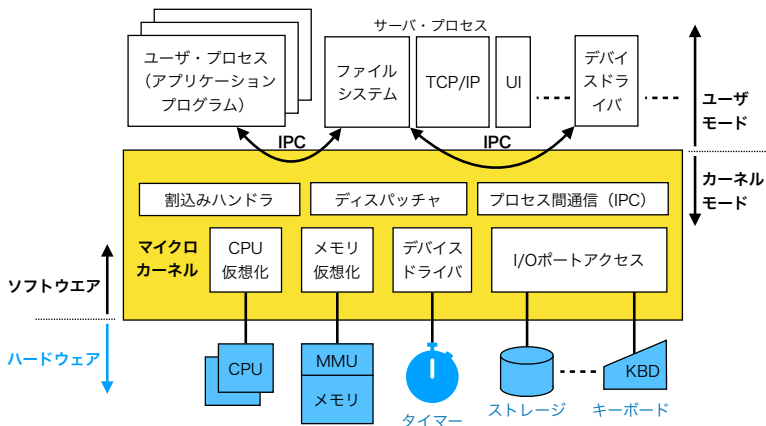 サーバ・プロセス
ユーザ・プロセス
（アプリケーション
プログラム）
ファイル
システム
TCP/IP
UI
デバイ
スドラ
イバ
ユーザ
モード
IPC
IPC
カーネル
モード
割込みハンドラ
ディスパッチャ
プロセス間通信（IPC）
マイクロ
カーネル
CPU
仮想化
メモリ
仮想化
デバイス
ドライバ
I/Oポートアクセス
ソフトウエア
ハードウェア
CPU
MMU
メモリ
タイマー
ストレージ
KBD
キーボード